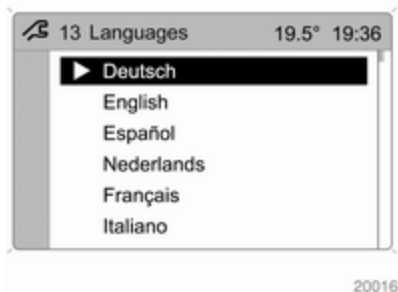 13 Languages 19.5° 19:36
Deutsch
English
Español
Nederlands
Français
Italiano
20016